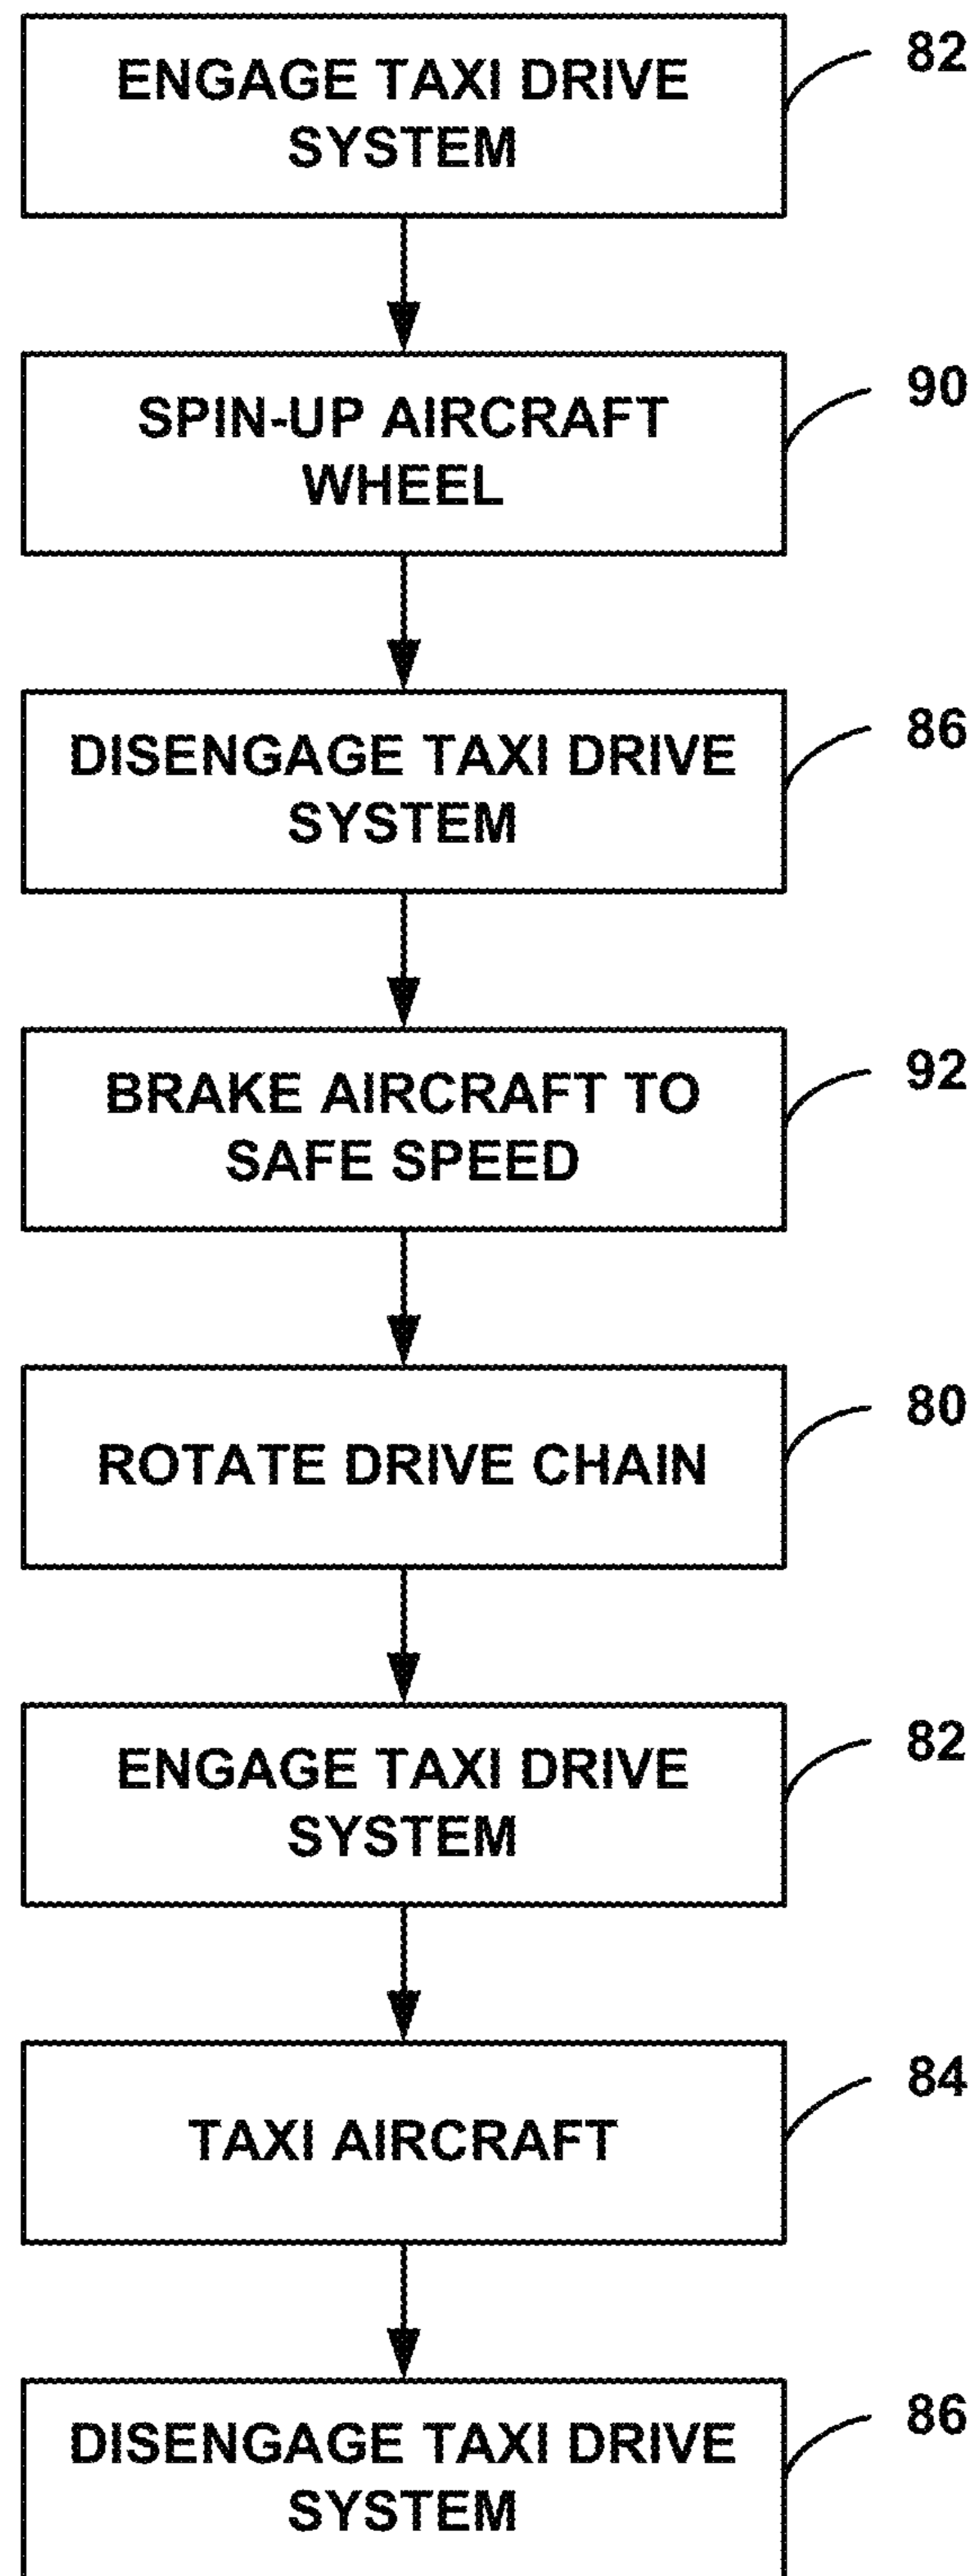 ENGAGE TAXI DRIVE
SYSTEM
82
SPIN-UP AIRCRAFT
WHEEL
90
DISENGAGE TAXI DRIVE
SYSTEM
86
BRAKE AIRCRAFT TO
SAFE SPEED
92
ROTATE DRIVE CHAIN
80
ENGAGE TAXI DRIVE
SYSTEM
82
TAXI AIRCRAFT
84
DISENGAGE TAXI DRIVE
SYSTEM
86